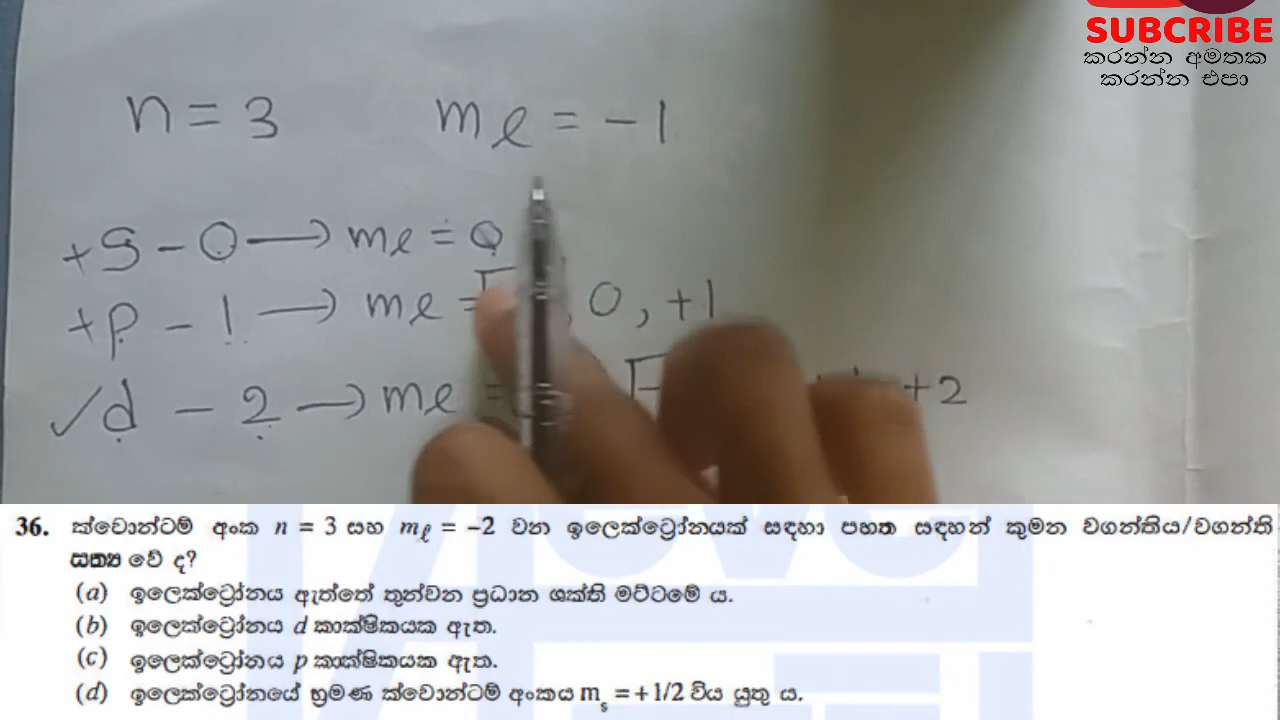 SUBCRIBE
කරන්න අමතක
කරන්න එපා
n = 3 mℓ = -1
+S - 0 → mℓ = 0
+p - 1 → mℓ = , 0, +1
✓d - 2 → mℓ = +2
36. ක්වොන්ටම් අංක n = 3 සහ mℓ = –2 වන ඉලෙක්ට්‍රෝනයක් සඳහා පහත සඳහන් කුමන වගන්තිය/වගන්ති
සත්‍ය වේ ද?
(a) ඉලෙක්ට්‍රෝනය ඇත්තේ තුන්වන ප්‍රධාන ශක්ති මට්ටමේ ය.
(b) ඉලෙක්ට්‍රෝනය d කාක්ෂිකයක ඇත.
(c) ඉලෙක්ට්‍රෝනය p කාක්ෂිකයක ඇත.
(d) ඉලෙක්ට්‍රෝනයේ භ්‍රමණ ක්වොන්ටම් අංකය ms = +1/2 විය යුතු ය.